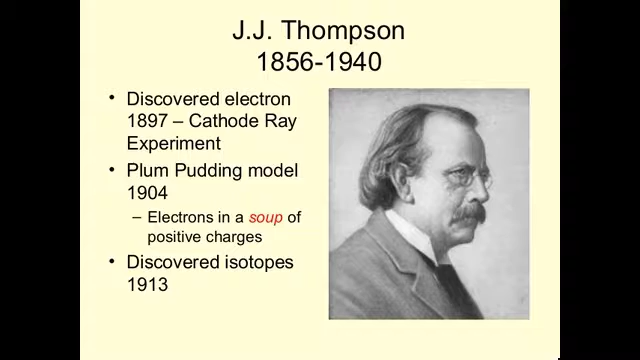 J.J. Thompson
1856-1940
• Discovered electron
1897 – Cathode Ray
Experiment
• Plum Pudding model
1904
– Electrons in a soup of
positive charges
• Discovered isotopes
1913